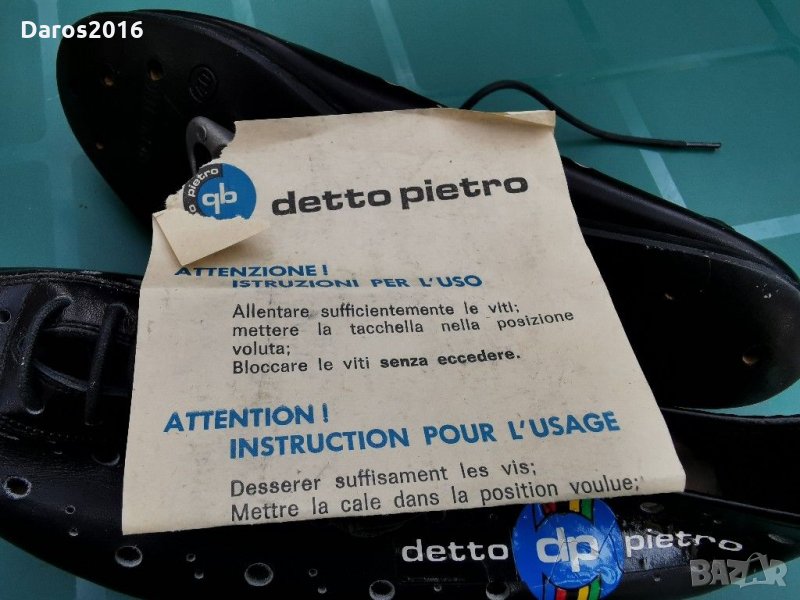 Daros2016
pietro
detto pietro
ATTENZIONE!
ISTRUZIONI PER L'USO
Allentare sufficientemente le viti;
mettere la tacchella nella posizione
voluta;
Bloccare le viti senza eccedere.
ATTENTION!
INSTRUCTION POUR L'USAGE
Desserer suffisament les vis;
Mettre la cale dans la position voulue;
detto dp pietro
BAZAR